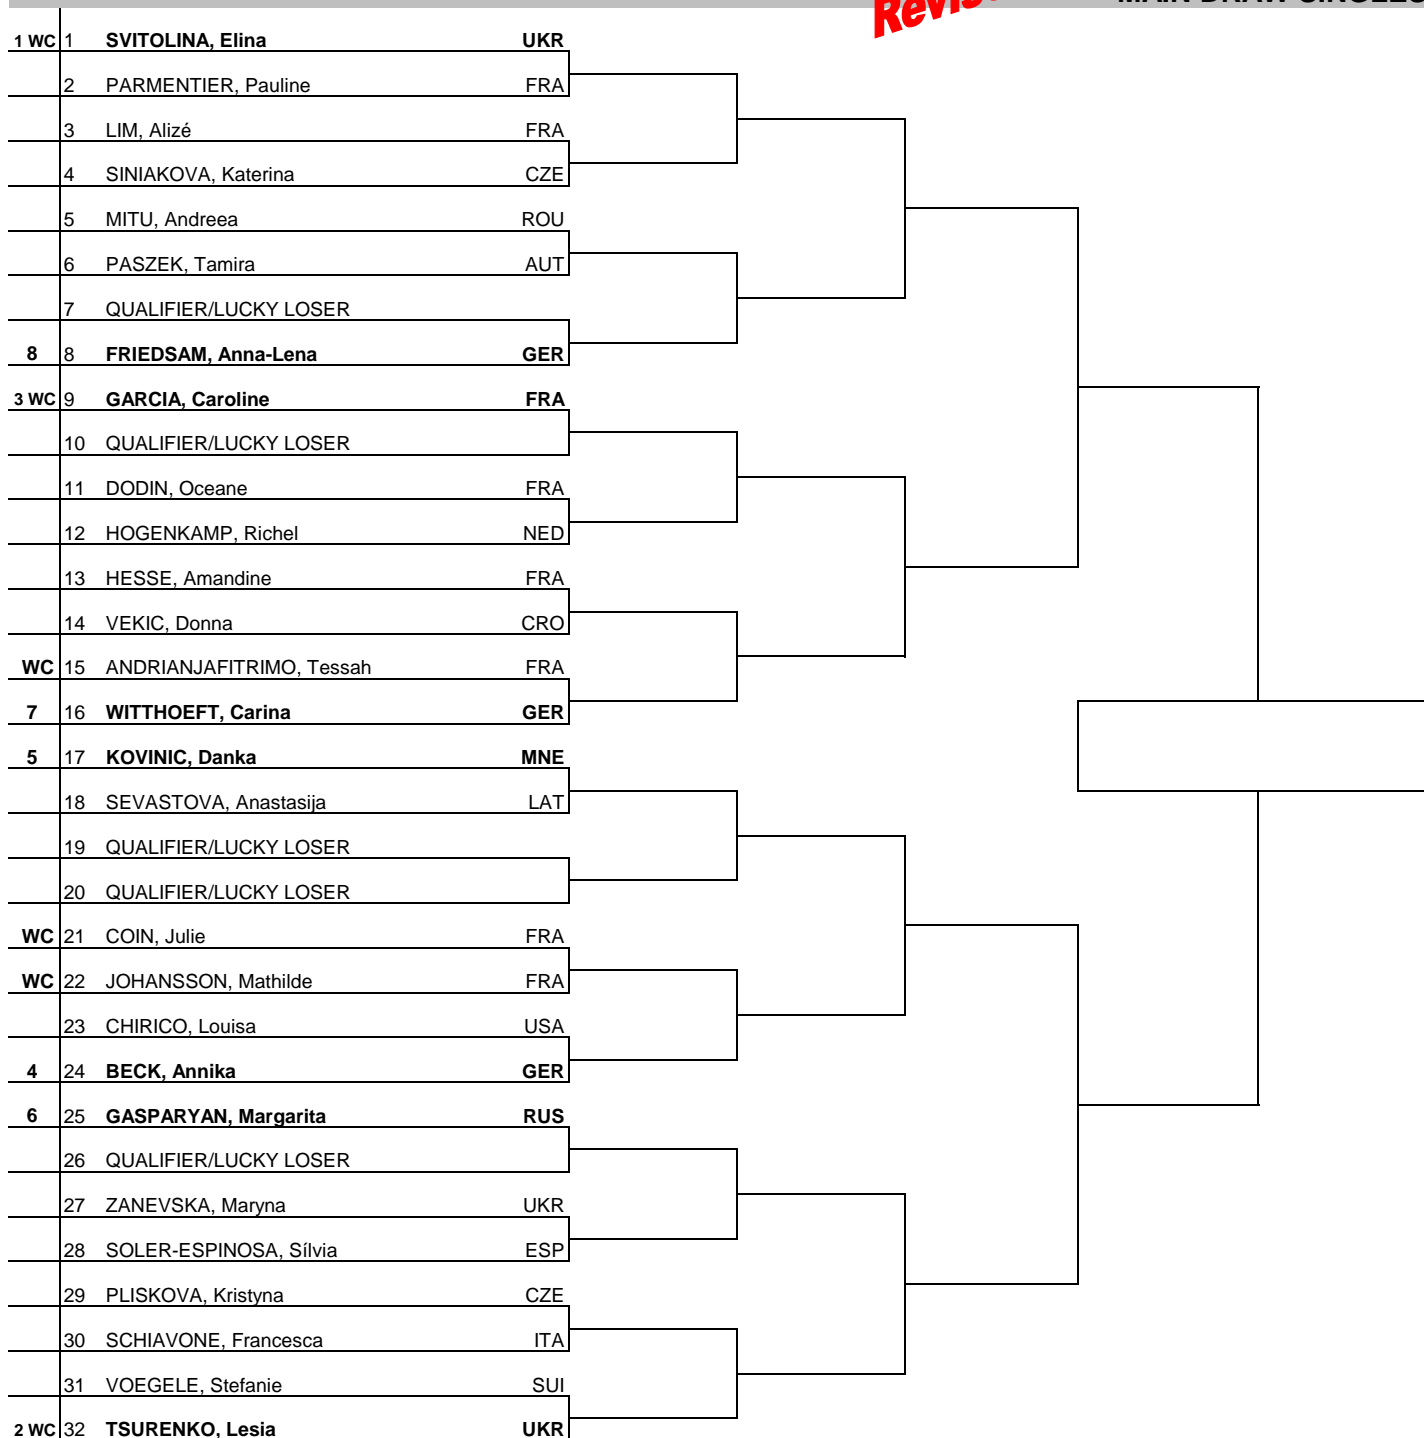 1 WC 1 SVITOLINA, Elina UKR
2 PARMENTIER, Pauline FRA
3 LIM, Alizé FRA
4 SINIAKOVA, Katerina CZE
5 MITU, Andreea ROU
6 PASZEK, Tamira AUT
7 QUALIFIER/LUCKY LOSER
8 8 FRIEDSAM, Anna-Lena GER
3 WC 9 GARCIA, Caroline FRA
10 QUALIFIER/LUCKY LOSER
11 DODIN, Oceane FRA
12 HOGENKAMP, Richel NED
13 HESSE, Amandine FRA
14 VEKIC, Donna CRO
WC 15 ANDRIANJAFITRIMO, Tessah FRA
7 16 WITTHOEFT, Carina GER
5 17 KOVINIC, Danka MNE
18 SEVASTOVA, Anastasija LAT
19 QUALIFIER/LUCKY LOSER
20 QUALIFIER/LUCKY LOSER
WC 21 COIN, Julie FRA
WC 22 JOHANSSON, Mathilde FRA
23 CHIRICO, Louisa USA
4 24 BECK, Annika GER
6 25 GASPARYAN, Margarita RUS
26 QUALIFIER/LUCKY LOSER
27 ZANEVSKA, Maryna UKR
28 SOLER-ESPINOSA, Sílvia ESP
29 PLISKOVA, Kristyna CZE
30 SCHIAVONE, Francesca ITA
31 VOEGELE, Stefanie SUI
2 WC 32 TSURENKO, Lesia UKR